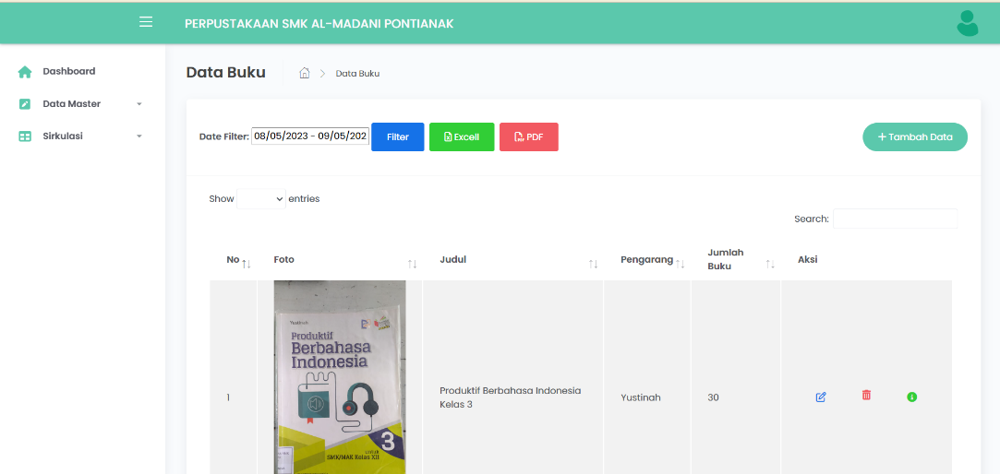 PERPUSTAKAAN SMK AL-MADANI PONTIANAK
Dashboard
Data Master
Sirkulasi
Data Buku
Data Buku
Date Filter: 08/05/2023 - 09/05/202 Filter Excell PDF
Tambah Data
Show entries
Search:
No Foto Judul Pengarang Jumlah Buku Aksi
1
Yustinah
Produktif
Berbahasa
Indonesia
3
untuk
SMK/MAK Kelas XII
Produktif Berbahasa Indonesia
Kelas 3
Yustinah
30